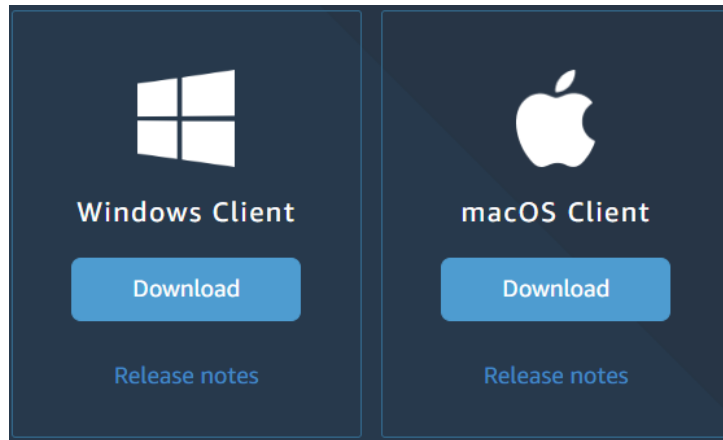 Windows Client
Download
Release notes
macOS Client
Download
Release notes